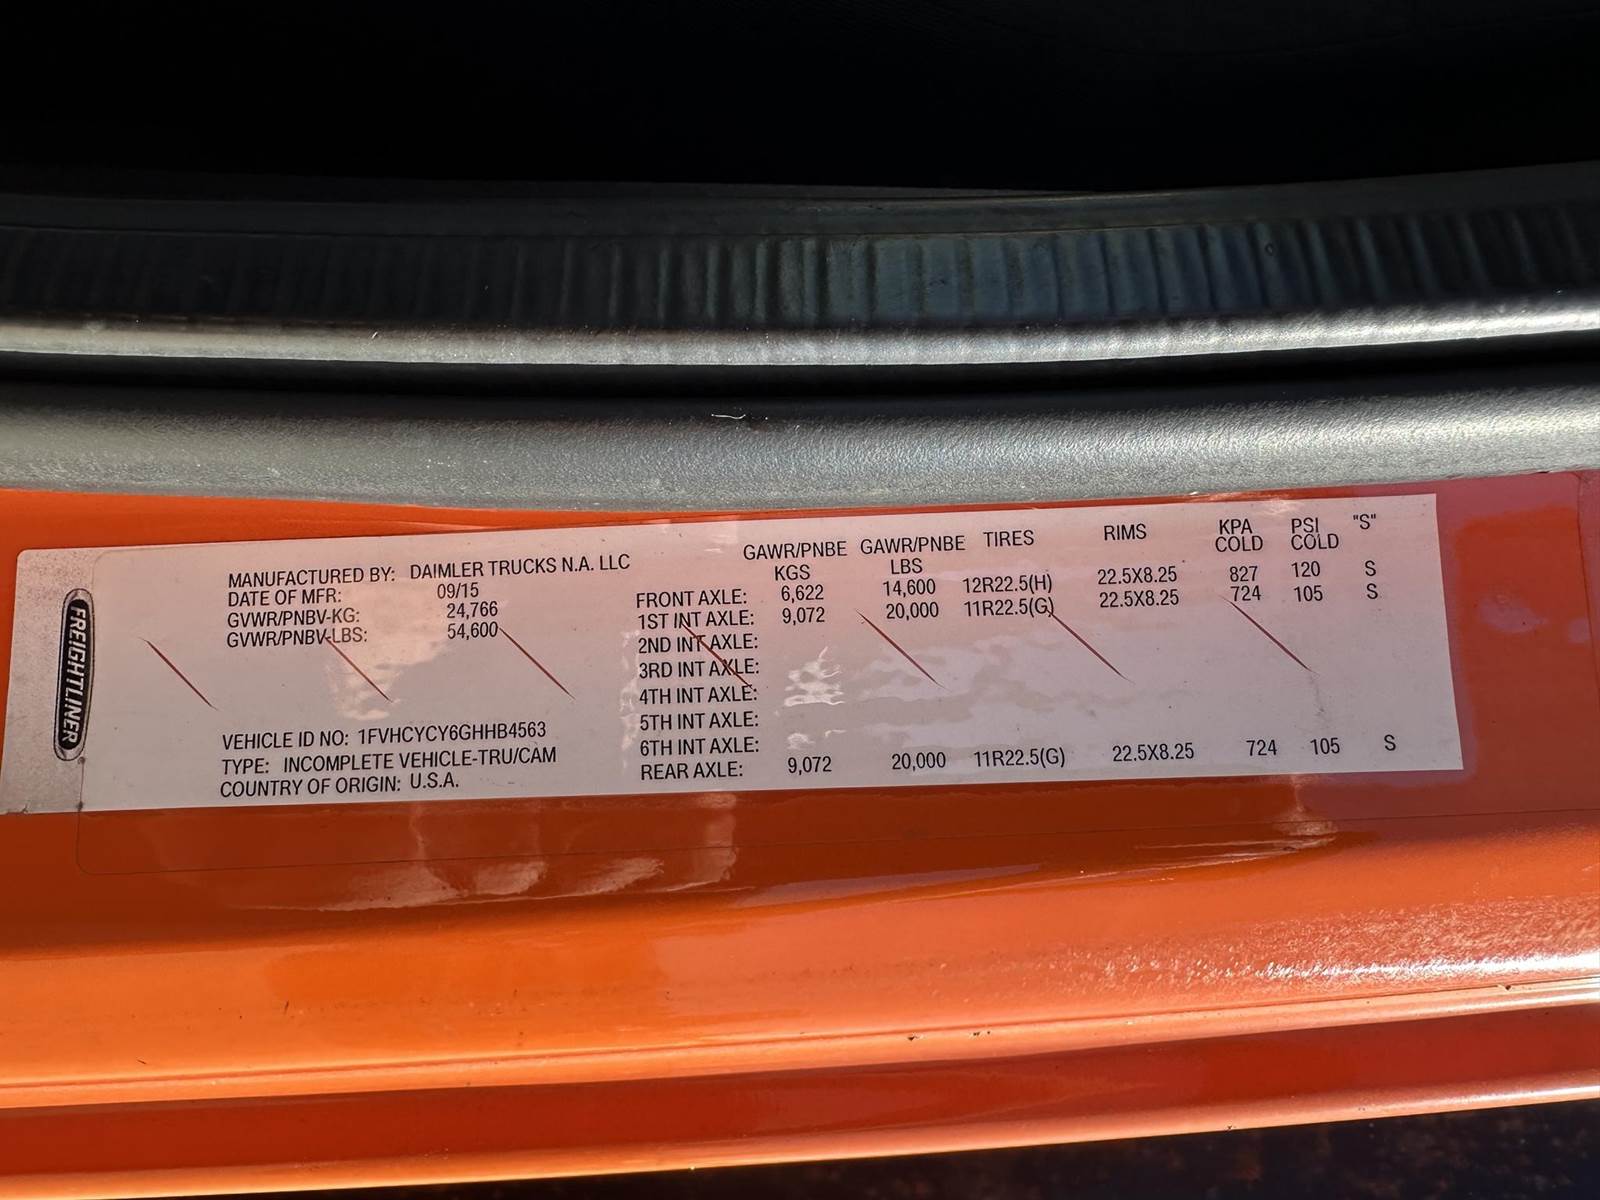 FREIGHTLINER
MANUFACTURED BY: DAIMLER TRUCKS N.A. LLC
DATE OF MFR: 09/15
GVWR/PNBV-KG: 24,766
GVWR/PNBV-LBS: 54,600
VEHICLE ID NO: 1FVHCYCY6GHHB4563
TYPE: INCOMPLETE VEHICLE-TRU/CAM
COUNTRY OF ORIGIN: U.S.A.
GAWR/PNBE GAWR/PNBE TIRES RIMS KPA PSI "S"
KGS LBS COLD COLD
FRONT AXLE: 6,622 14,600 12R22.5(H) 22.5X8.25 827 120 S
1ST INT AXLE: 9,072 20,000 11R22.5(G) 22.5X8.25 724 105 S
2ND INT AXLE:
3RD INT AXLE:
4TH INT AXLE:
5TH INT AXLE:
6TH INT AXLE:
REAR AXLE: 9,072 20,000 11R22.5(G) 22.5X8.25 724 105 S